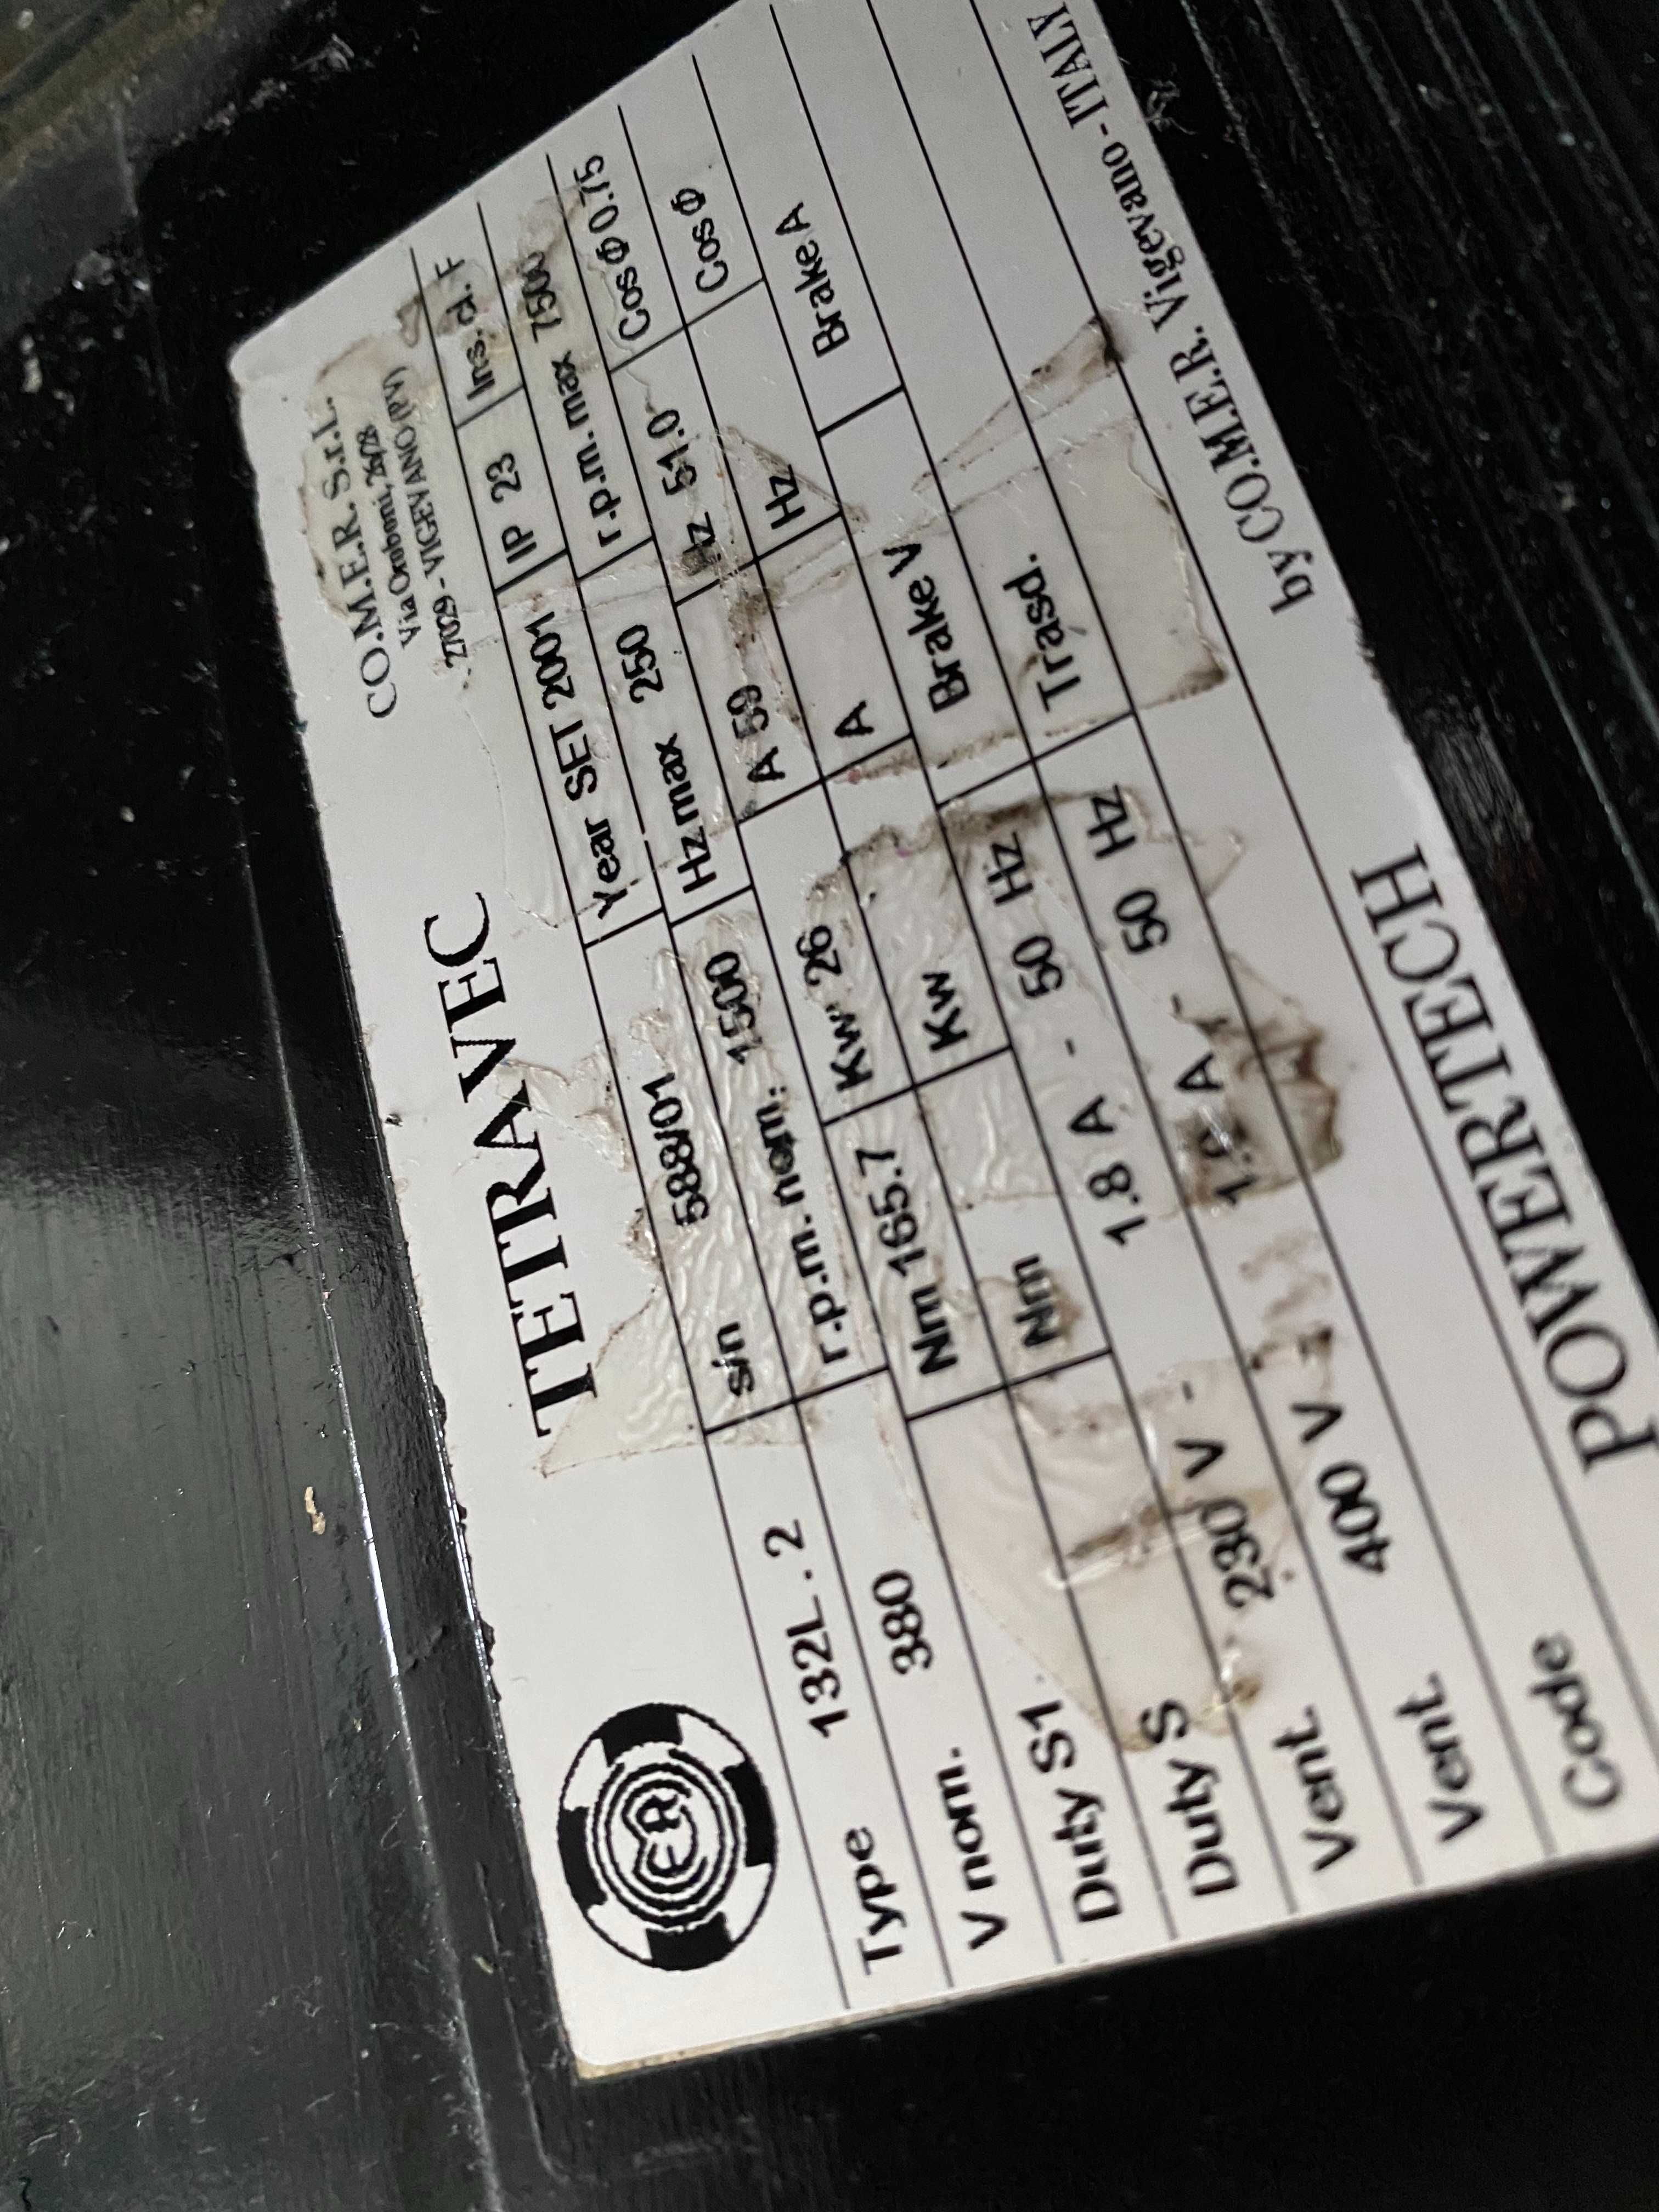 TETRAVEC
CO.M.E.R. S.r.L.
Via Omboni, 26/28
27029 - VIGEVANO (PV)
Type 132L . 2 s/n 588/01 Year SET 2001 IP 23 Ins. cl. F
V nom. 380 r.p.m. nom: 1500 Hz max 250 r.p.m. max 7500
Duty S1 Nm 165.7 Kw 26 A 59 Hz 51.0 Cos ϕ 0.75
Duty S Nm Kw A Hz Cos ϕ
Vent. 230 V - 1.8 A - 50 Hz Brake V Brake A
Vent. 400 V A - 50 Hz Trasd.
Code
POWERTECH by CO.M.E.R. Vigevano - ITALY